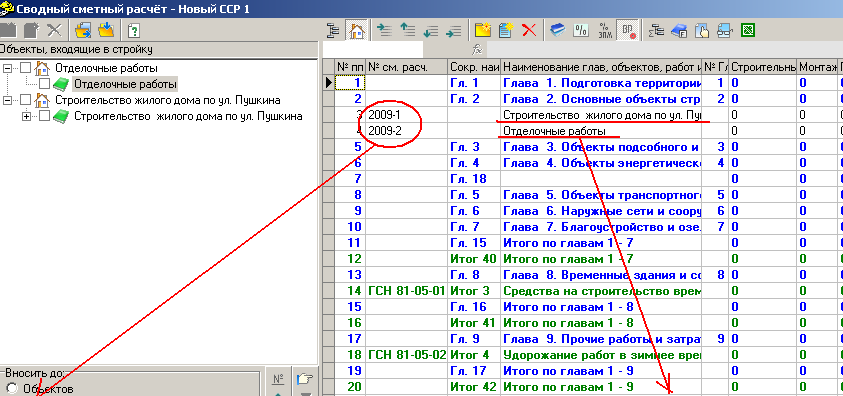 Сводный сметный расчёт - Новый ССР 1
Объекты, входящие в стройку
Отделочные работы
Отделочные работы
Строительство жилого дома по ул. Пушкина
Строительство жилого дома по ул. Пушкина
Вносить до:
Объектов
№ пп № см. расч. Сокр. наи Наименование глав, объектов, работ и № Гл Строительны Монтаж
1 Гл. 1 Глава 1. Подготовка территории 1 0 0
2 Гл. 2 Глава 2. Основные объекты стр 2 0 0
3 2009-1 Строительство жилого дома по ул. Пуш 0 0
4 2009-2 Отделочные работы 0 0
5 Гл. 3 Глава 3. Объекты подсобного и 3 0 0
6 Гл. 4 Глава 4. Объекты энергетическ 4 0 0
7 Гл. 18 0 0
8 Гл. 5 Глава 5. Объекты транспортног 5 0 0
9 Гл. 6 Глава 6. Наружные сети и соору 6 0 0
10 Гл. 7 Глава 7. Благоустройство и озе 7 0 0
11 Гл. 15 Итого по главам 1 - 7 0 0
12 Итог 40 Итого по главам 1 - 7 0 0
13 Гл. 8 Глава 8. Временные здания и со 8 0 0
14 ГСН 81-05-01 Итог 3 Средства на строительство врем 0 0
15 Гл. 16 Итого по главам 1 - 8 0 0
16 Итог 41 Итого по главам 1 - 8 0 0
17 Гл. 9 Глава 9. Прочие работы и затра 9 0 0
18 ГСН 81-05-02 Итог 4 Удорожание работ в зимнее вре 0 0
19 Гл. 17 Итого по главам 1 - 9 0 0
20 Итог 42 Итого по главам 1 - 9 0 0